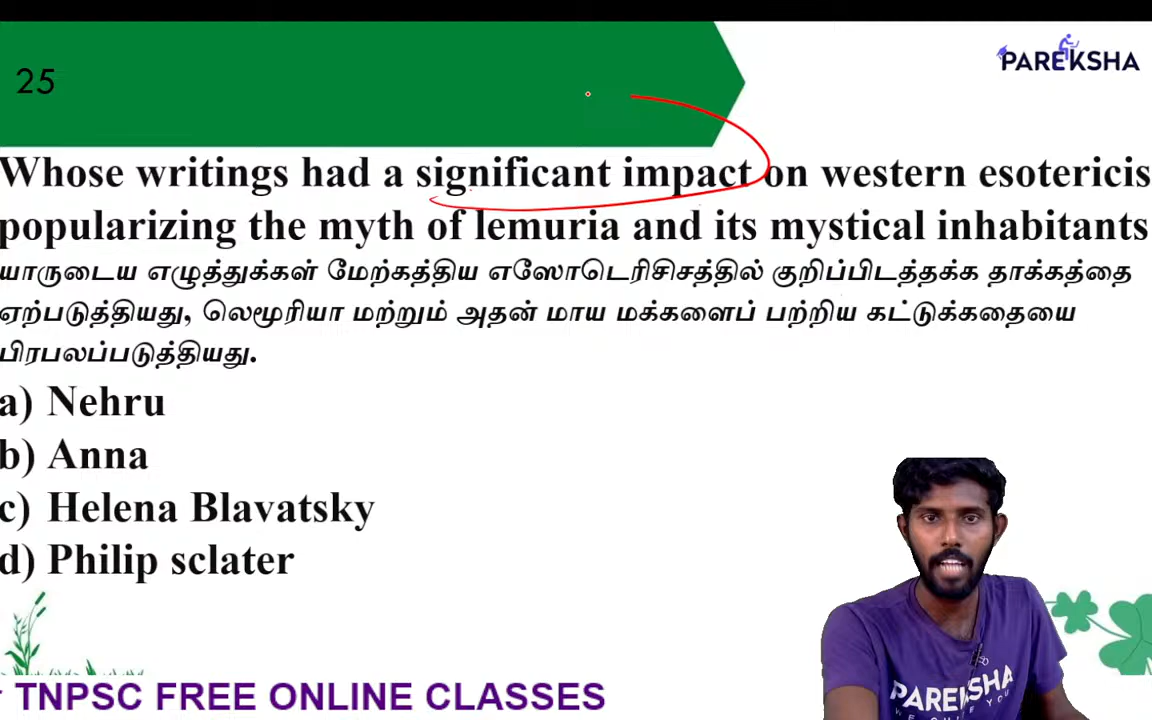 25
PAREKSHA
Whose writings had a significant impact on western esotericis
popularizing the myth of lemuria and its mystical inhabitants
யாருடைய எழுத்துக்கள் மேற்கத்திய எஸோடெரிசிசத்தில் குறிப்பிடத்தக்க தாக்கத்தை
ஏற்படுத்தியது, லெமூரியா மற்றும் அதன் மாய மக்களைப் பற்றிய கட்டுக்கதையை
பிரபலப்படுத்தியது.
a) Nehru
b) Anna
c) Helena Blavatsky
d) Philip sclater
PAREKSHA
TNPSC FREE ONLINE CLASSES